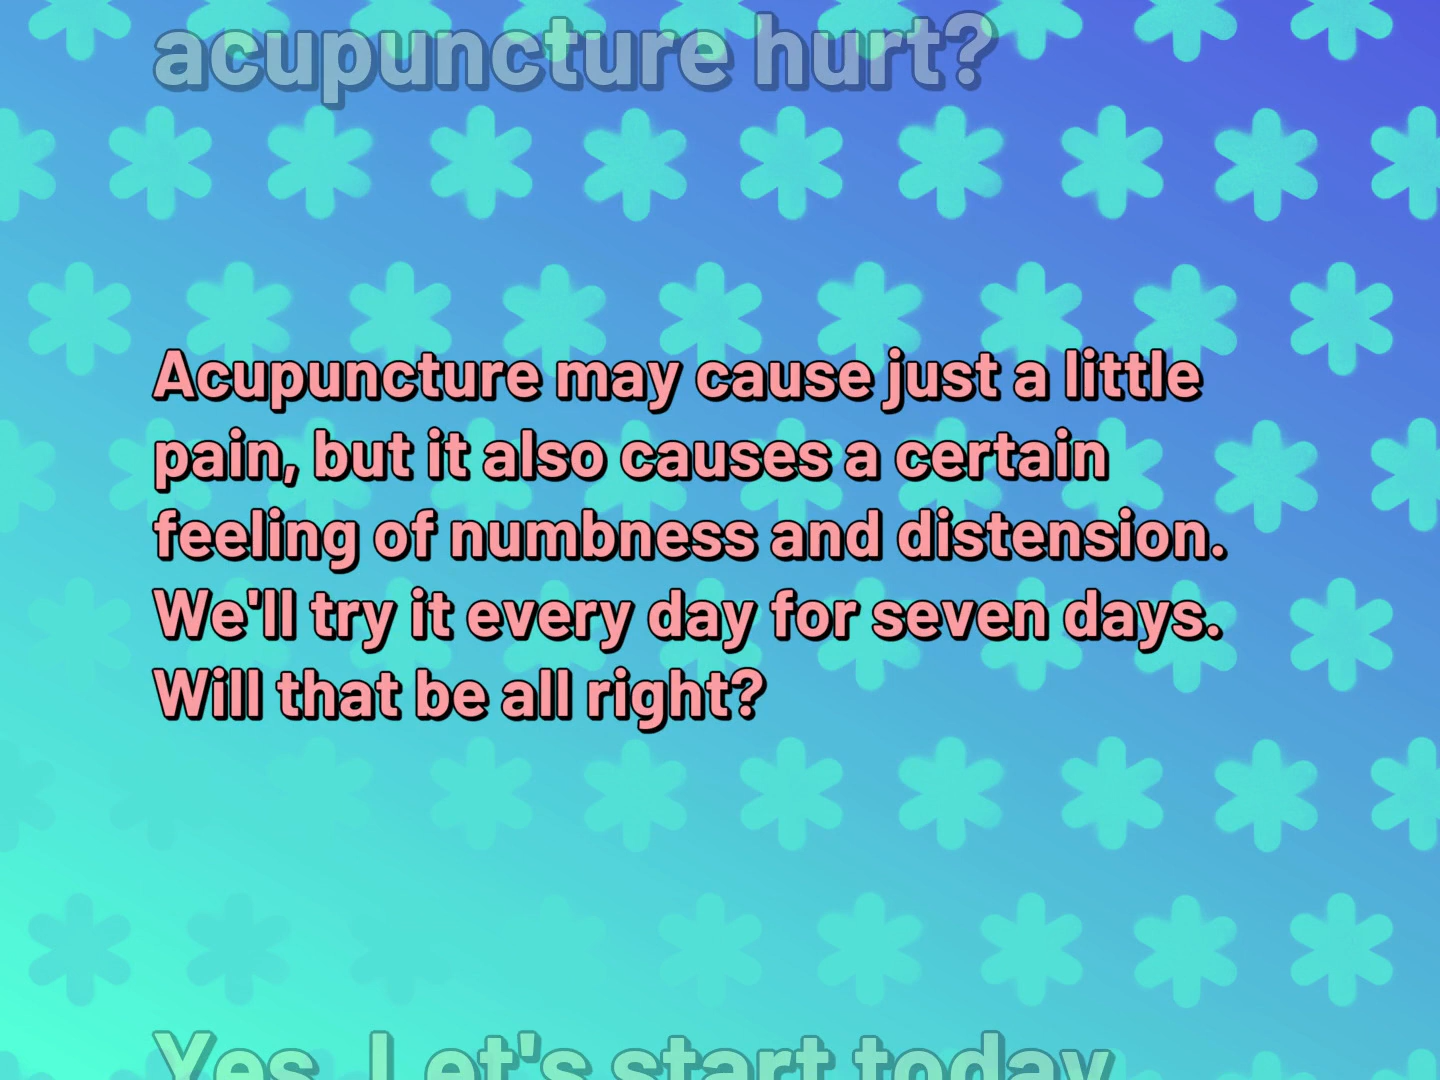 acupuncture hurt?
Acupuncture may cause just a little
pain, but it also causes a certain
feeling of numbness and distension.
We'll try it every day for seven days.
Will that be all right?
Yes. Let's start today